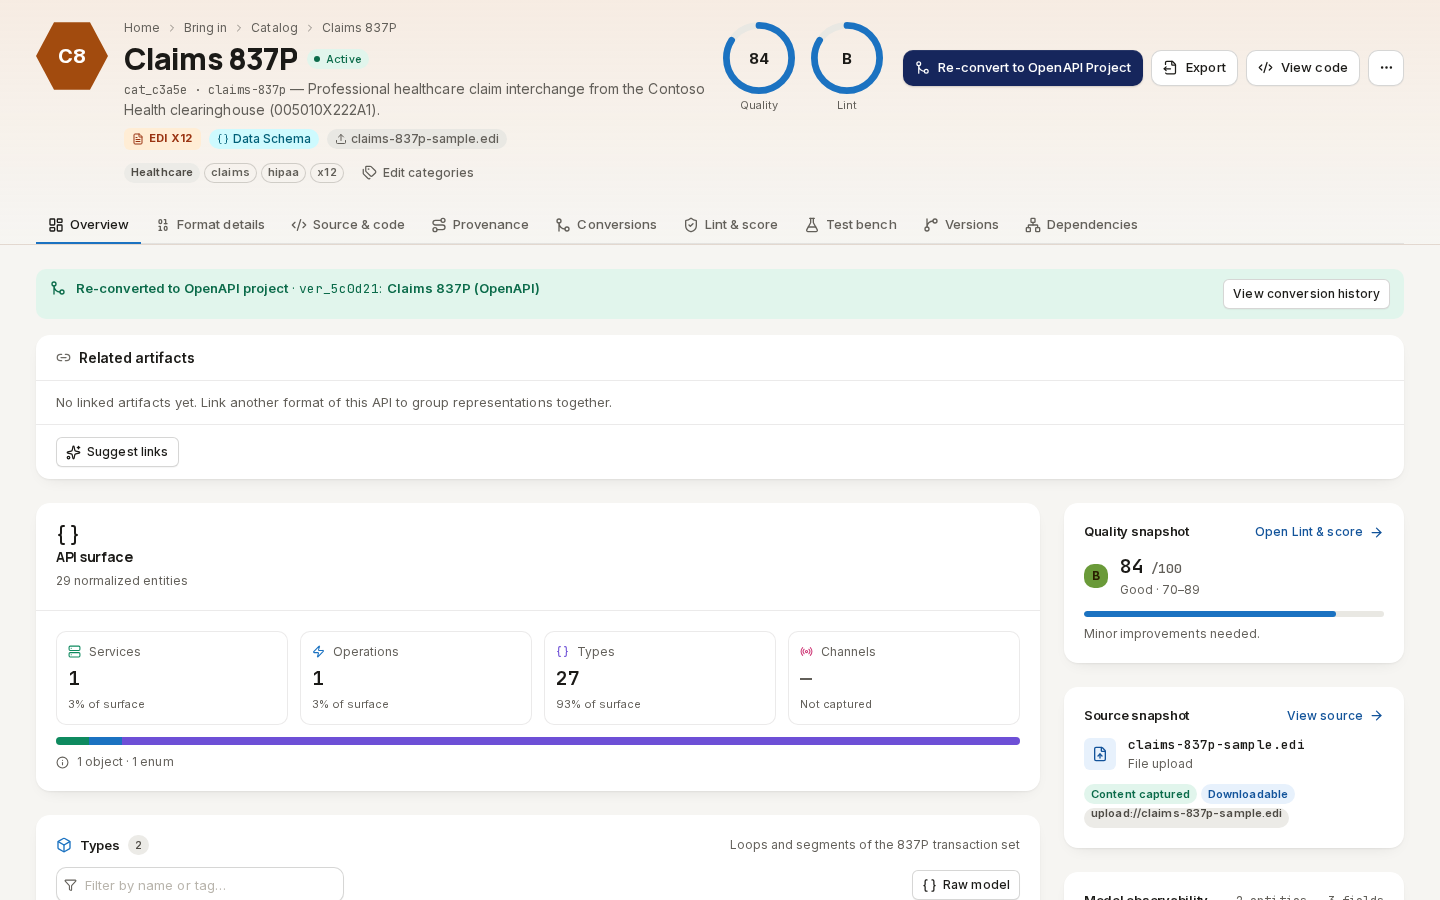 C8
Home > Bring in > Catalog > Claims 837P
Claims 837P
Active
cat_c3a5e · claims-837p — Professional healthcare claim interchange from the Contoso
Health clearinghouse (005010X222A1).
EDI X12
{} Data Schema
claims-837p-sample.edi
Healthcare
claims
hipaa
x12
Edit categories
84
Quality
B
Lint
Re-convert to OpenAPI Project
Export
View code
Overview
Format details
Source & code
Provenance
Conversions
Lint & score
Test bench
Versions
Dependencies
Re-converted to OpenAPI project · ver_5c0d21: Claims 837P (OpenAPI)
View conversion history
Related artifacts
No linked artifacts yet. Link another format of this API to group representations together.
Suggest links
{}
API surface
29 normalized entities
Services
1
3% of surface
Operations
1
3% of surface
{} Types
27
93% of surface
Channels
—
Not captured
1 object · 1 enum
Types 2
Loops and segments of the 837P transaction set
Filter by name or tag…
{} Raw model
Quality snapshot
Open Lint & score
B
84 /100
Good · 70–89
Minor improvements needed.
Source snapshot
View source
claims-837p-sample.edi
File upload
Content captured
Downloadable
upload://claims-837p-sample.edi
Model observability
2 entities · 3 fields